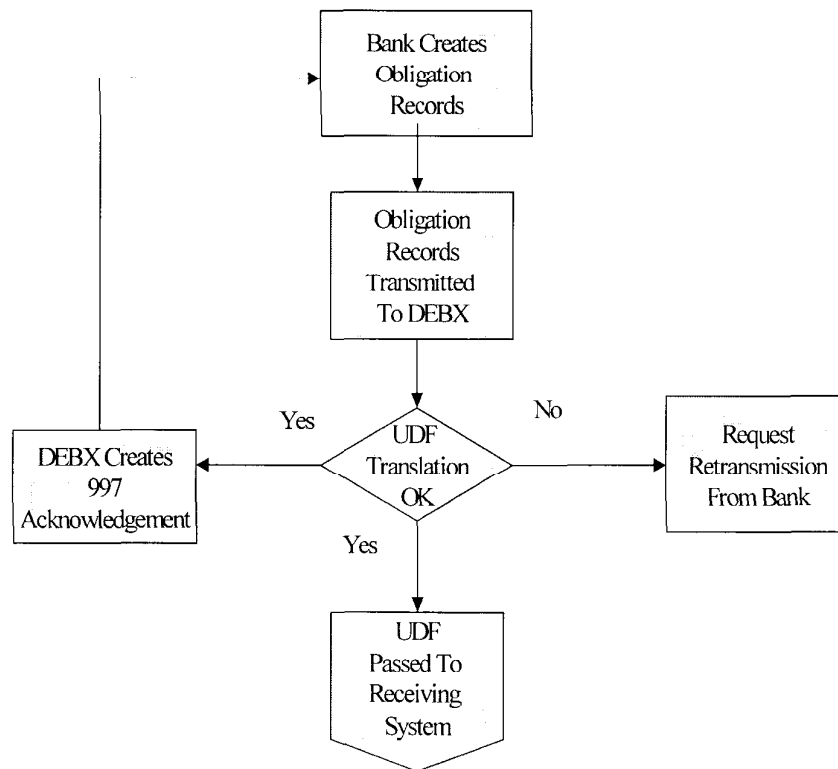 Bank Creates
Obligation
Records
Obligation
Records
Transmitted
To DEBX
Yes
No
UDF
Translation
OK
DEBX Creates
997
Acknowledgement
Request
Retransmission
From Bank
Yes
UDF
Passed To
Receiving
System